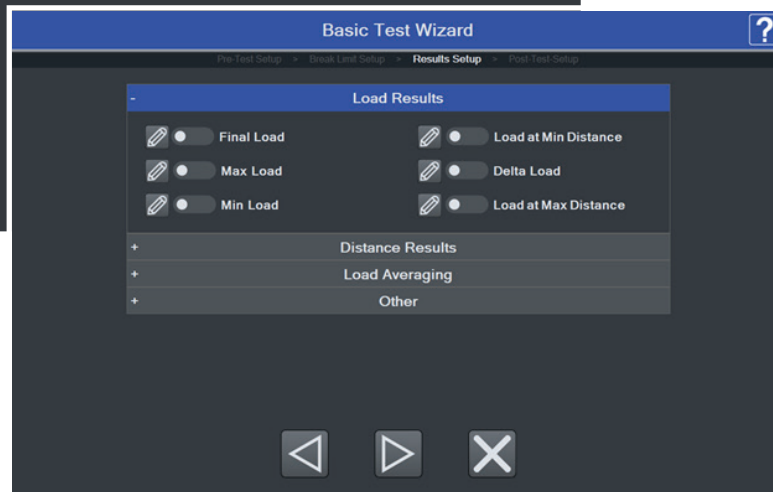 Basic Test Wizard
?
Pre-Test Setup > Break Limit Setup > Results Setup > Post-Test-Setup
- Load Results
Final Load Load at Min Distance
Max Load Delta Load
Min Load Load at Max Distance
+ Distance Results
+ Load Averaging
+ Other